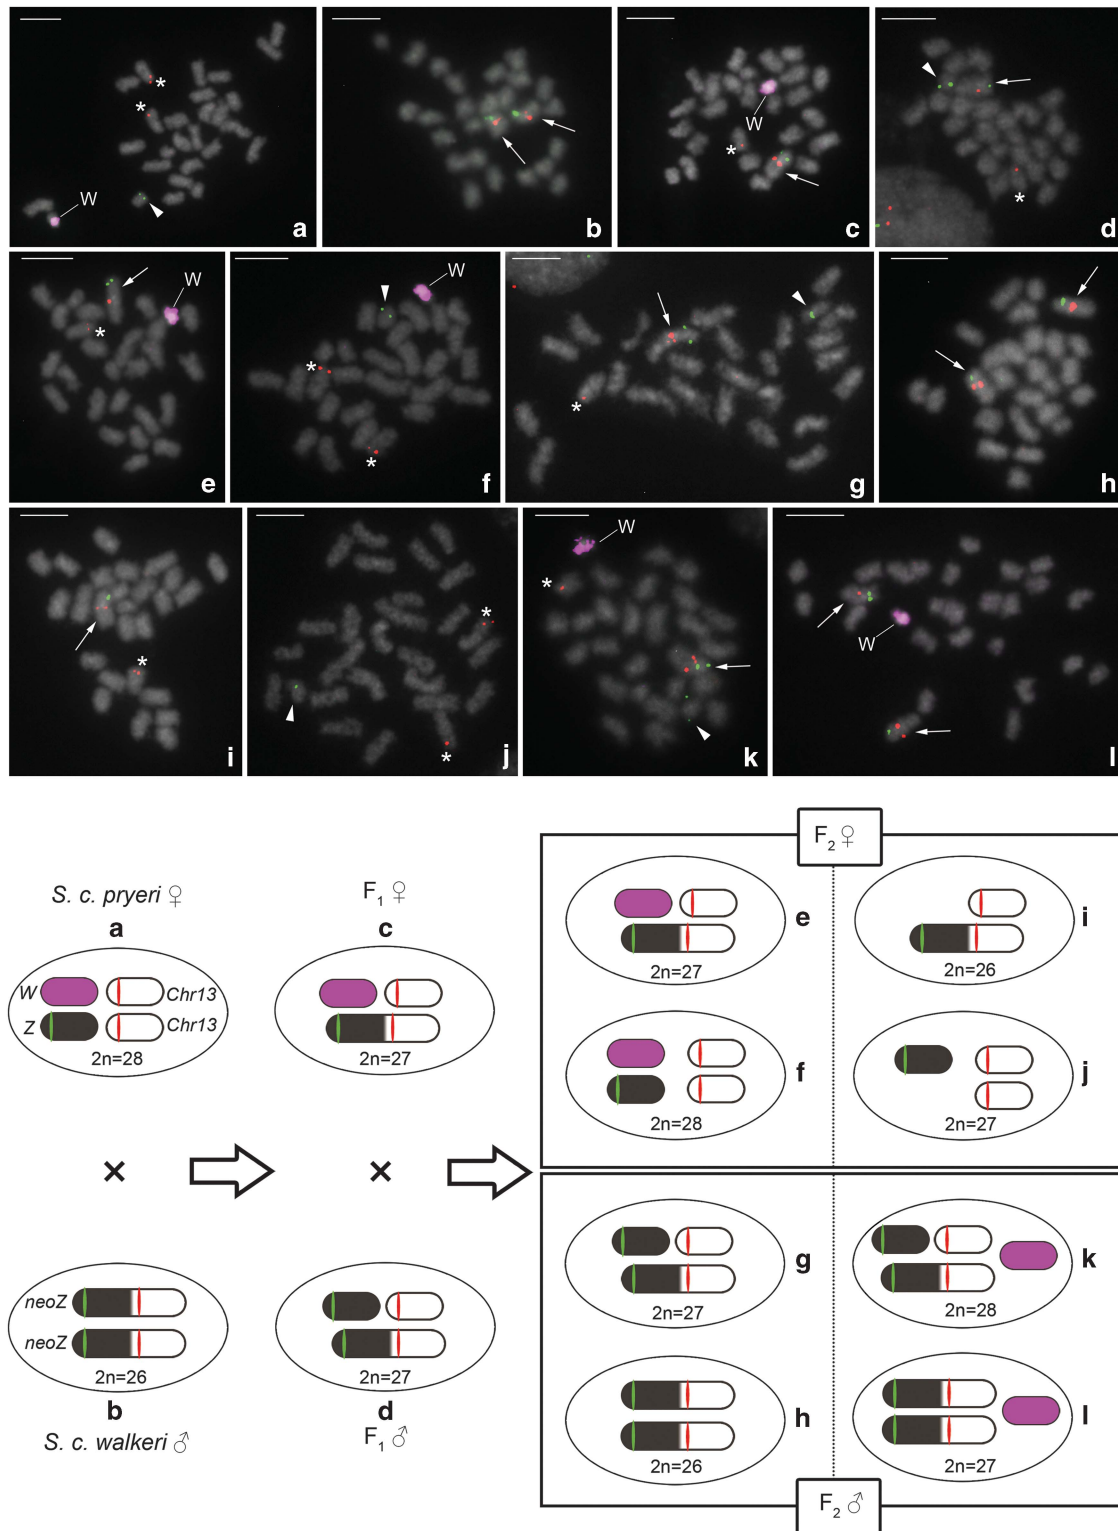 * * W a
b
W * c
* d
W * e
W * * f
* g
h
* i
* * j
W * k
W l
S. c. pryeri ♀
a
W Chr13
Z Chr13
2n=28
×
neoZ
neoZ
2n=26
b
S. c. walkeri ♂
F1 ♀
c
2n=27
×
2n=27
d
F1 ♂
F2 ♀
2n=27 e
2n=26 i
2n=28 f
2n=27 j
2n=27 g
2n=28 k
2n=26 h
2n=27 l
F2 ♂